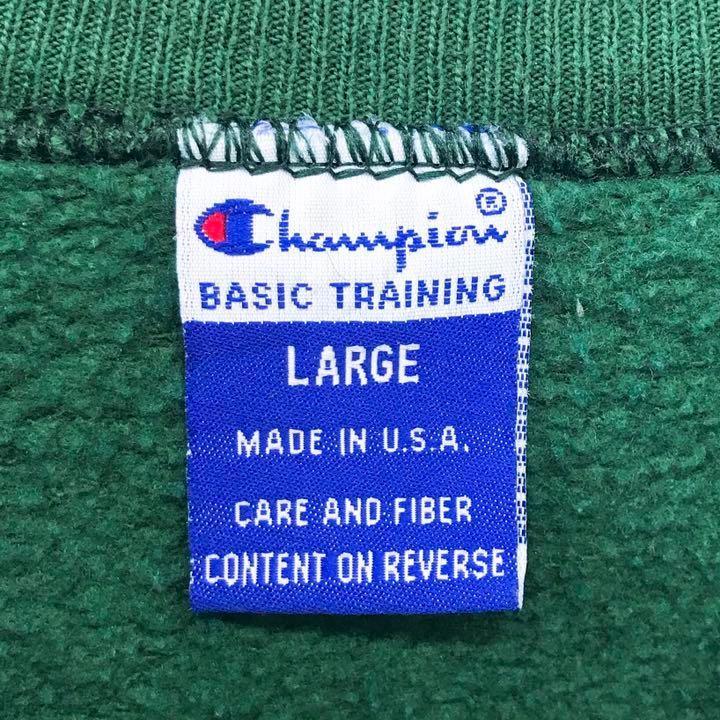 Champion®
BASIC TRAINING
LARGE
MADE IN U.S.A.
CARE AND FIBER
CONTENT ON REVERSE